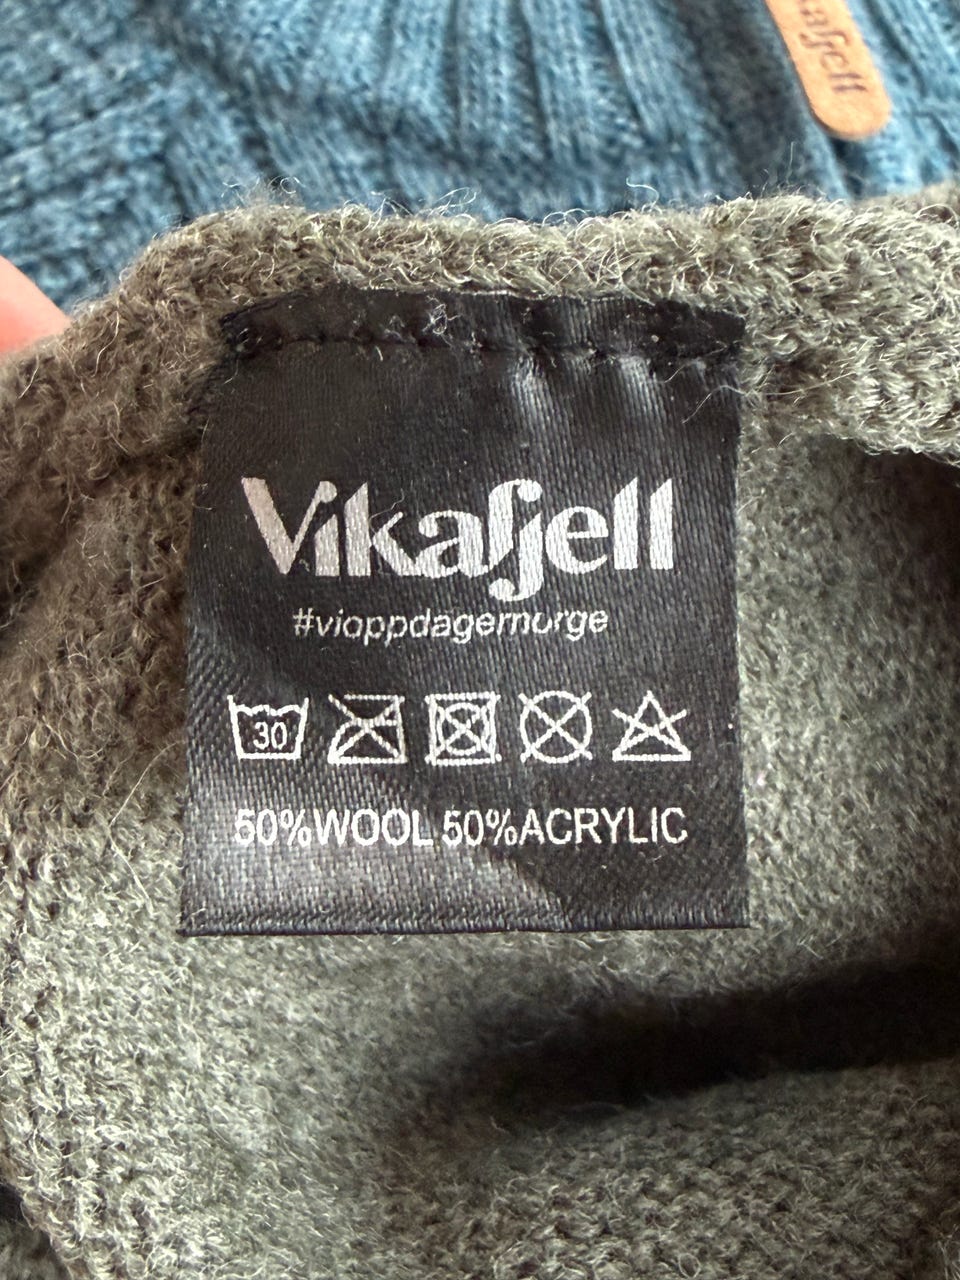 Vikafjell
#vioppdagernorge
30
50%WOOL 50%ACRYLIC